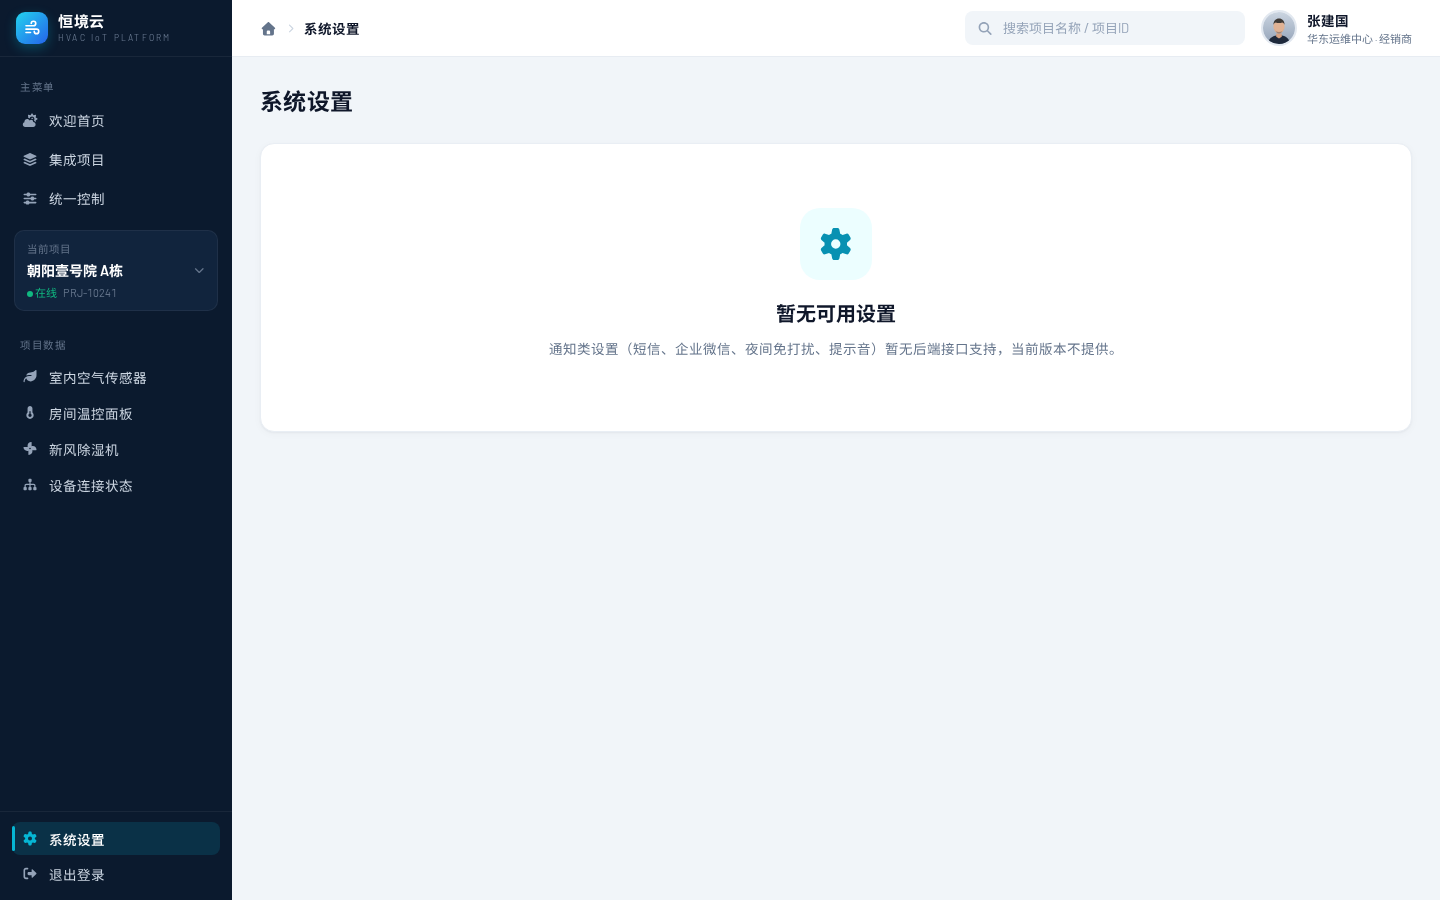 恒境云
HVAC IoT PLATFORM
主菜单
欢迎首页
集成项目
统一控制
当前项目
朝阳壹号院 A栋
在线 PRJ-10241
项目数据
室内空气传感器
房间温控面板
新风除湿机
设备连接状态
系统设置
退出登录
系统设置
搜索项目名称 / 项目ID
张建国
华东运维中心 · 经销商
系统设置
暂无可用设置
通知类设置（短信、企业微信、夜间免打扰、提示音）暂无后端接口支持，当前版本不提供。